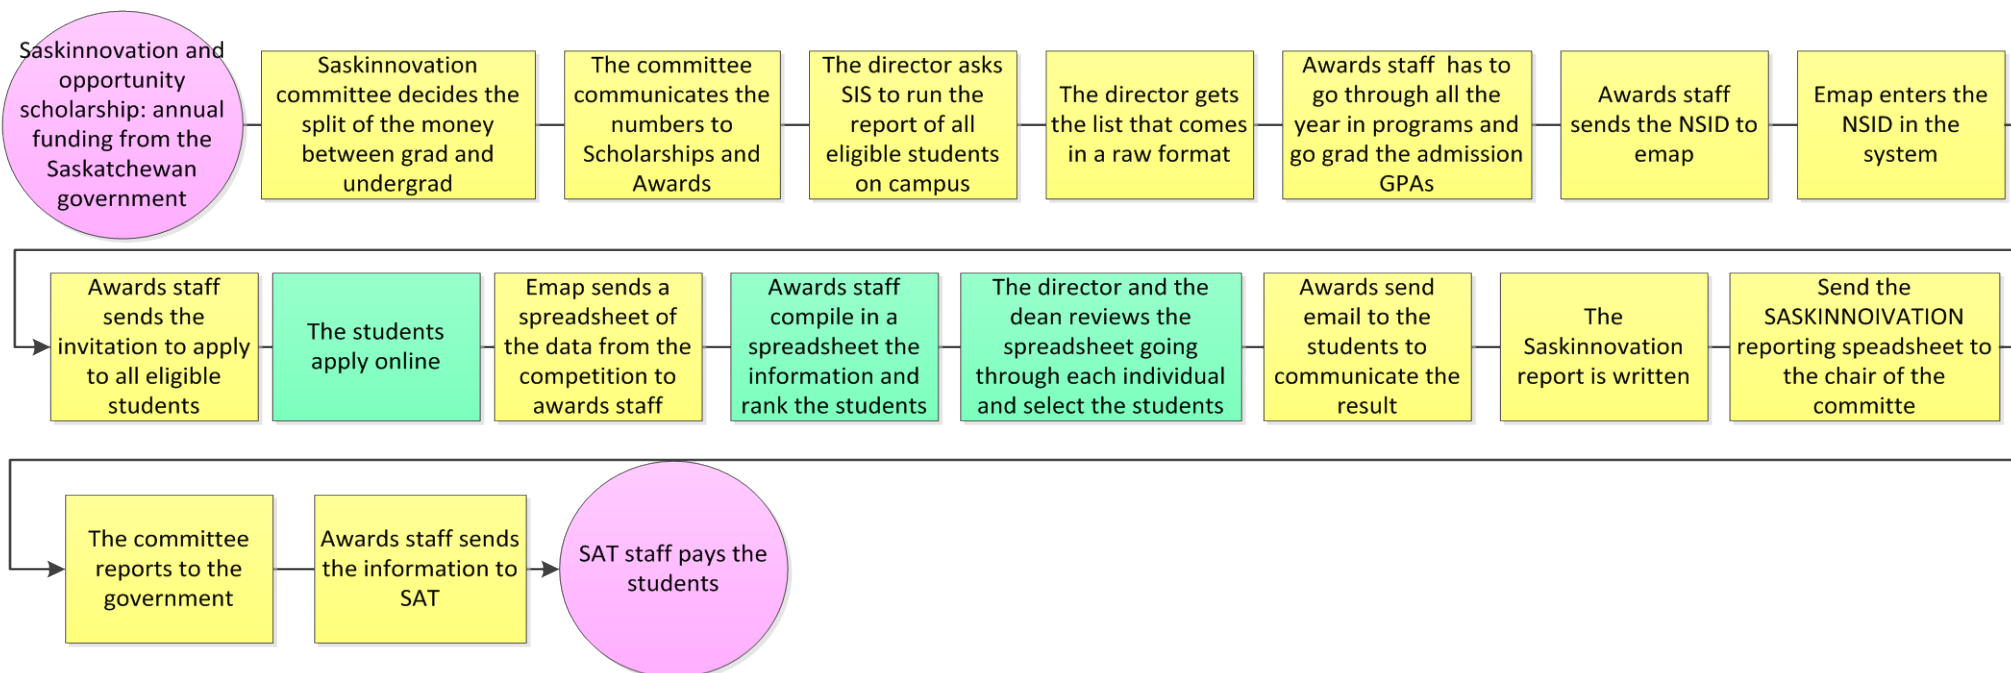 Saskinnovation and
opportunity
scholarship: annual
funding from the
Saskatchewan
government
Saskinnovation
committee decides the
split of the money
between grad and
undergrad
The committee
communicates the
numbers to
Scholarships and
Awards
The director asks
SIS to run the
report of all
eligible students
on campus
The director gets
the list that comes
in a raw format
Awards staff has to
go through all the
year in programs and
go grad the admission
GPAs
Awards staff
sends the NSID to
emap
Emap enters the
NSID in the
system
Awards staff
sends the
invitation to apply
to all eligible
students
The students
apply online
Emap sends a
spreadsheet of
the data from the
competition to
awards staff
Awards staff
compile in a
spreadsheet the
information and
rank the students
The director and the
dean reviews the
spreadsheet going
through each individual
and select the students
Awards send
email to the
students to
communicate the
result
The
Saskinnovation
report is written
Send the
SASKINNOIVATION
reporting speadsheet to
the chair of the
committe
The committee
reports to the
government
Awards staff sends
the information to
SAT
SAT staff pays the
students